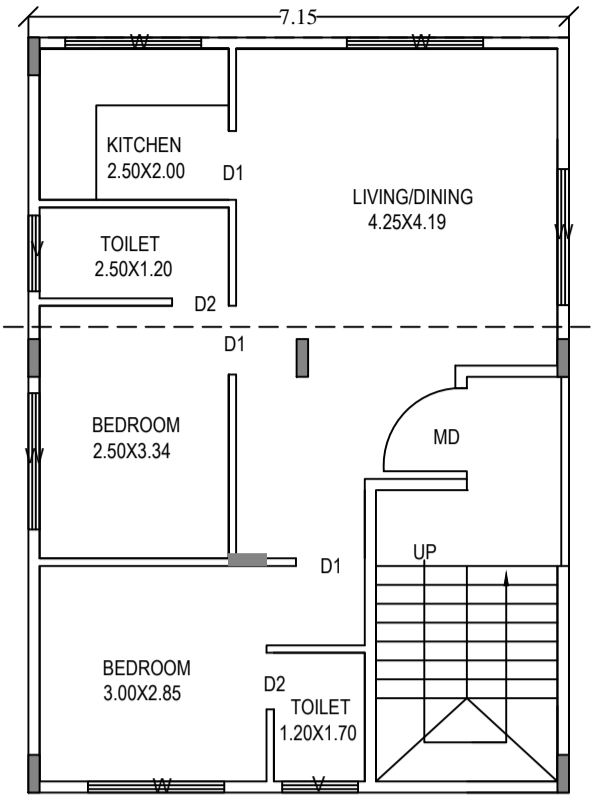 7.15
W
W
KITCHEN
2.50X2.00
D1
LIVING/DINING
4.25X4.19
TOILET
2.50X1.20
V
W
D2
D1
BEDROOM
2.50X3.34
W
MD
UP
D1
BEDROOM
3.00X2.85
D2
TOILET
1.20X1.70
W
V